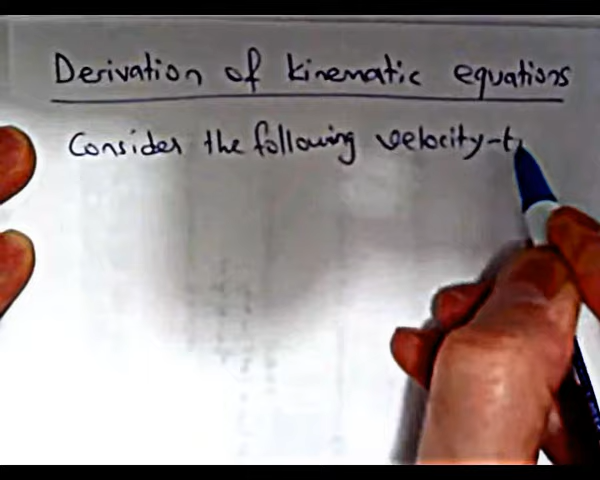 Derivation of kinematic equations
Consider the following velocity-t